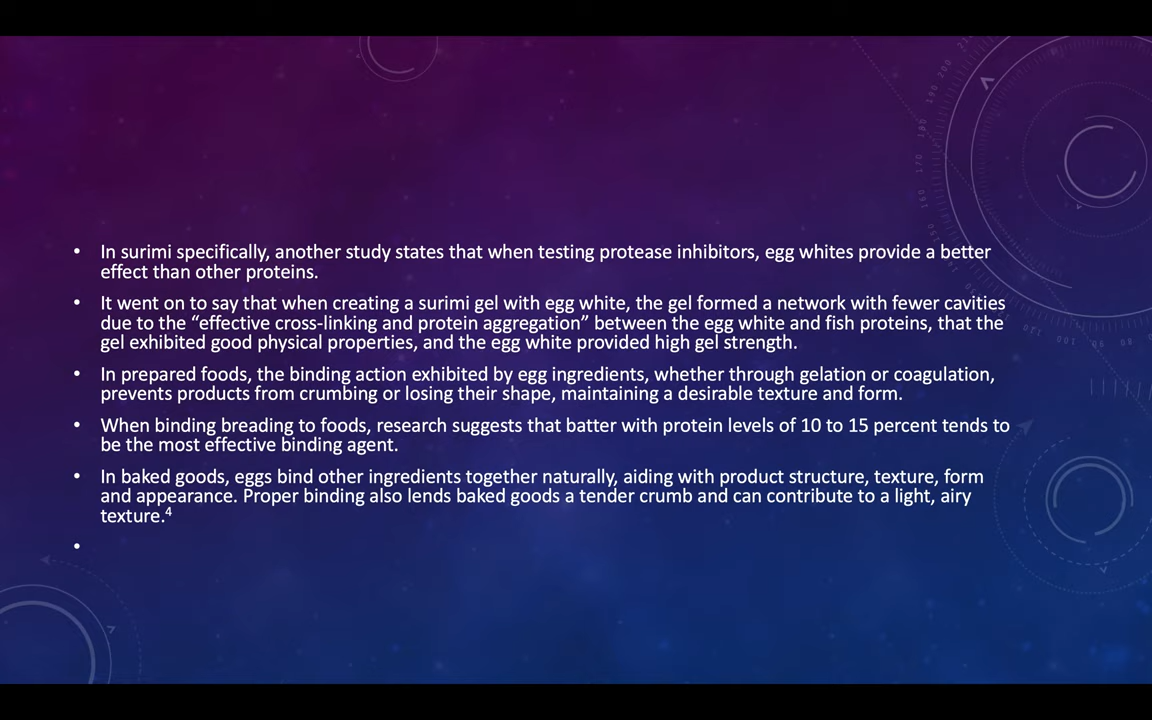 • In surimi specifically, another study states that when testing protease inhibitors, egg whites provide a better
effect than other proteins.
• It went on to say that when creating a surimi gel with egg white, the gel formed a network with fewer cavities
due to the “effective cross-linking and protein aggregation” between the egg white and fish proteins, that the
gel exhibited good physical properties, and the egg white provided high gel strength.
• In prepared foods, the binding action exhibited by egg ingredients, whether through gelation or coagulation,
prevents products from crumbing or losing their shape, maintaining a desirable texture and form.
• When binding breading to foods, research suggests that batter with protein levels of 10 to 15 percent tends to
be the most effective binding agent.
• In baked goods, eggs bind other ingredients together naturally, aiding with product structure, texture, form
and appearance. Proper binding also lends baked goods a tender crumb and can contribute to a light, airy
texture.⁴
•